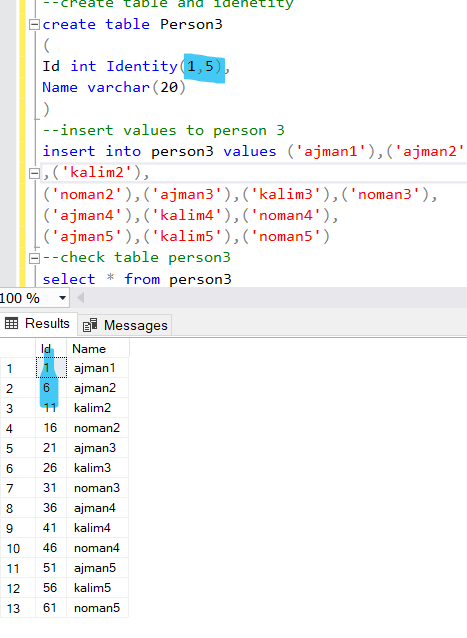 --create table and idenetity
create table Person3
(
Id int Identity(1,5),
Name varchar(20)
)
--insert values to person 3
insert into person3 values ('ajman1'),('ajman2'
,('kalim2'),
('noman2'),('ajman3'),('kalim3'),('noman3'),
('ajman4'),('kalim4'),('noman4'),
('ajman5'),('kalim5'),('noman5')
--check table person3
select * from person3
100 %
Results Messages
Id Name
1 1 ajman1
2 6 ajman2
3 11 kalim2
4 16 noman2
5 21 ajman3
6 26 kalim3
7 31 noman3
8 36 ajman4
9 41 kalim4
10 46 noman4
11 51 ajman5
12 56 kalim5
13 61 noman5